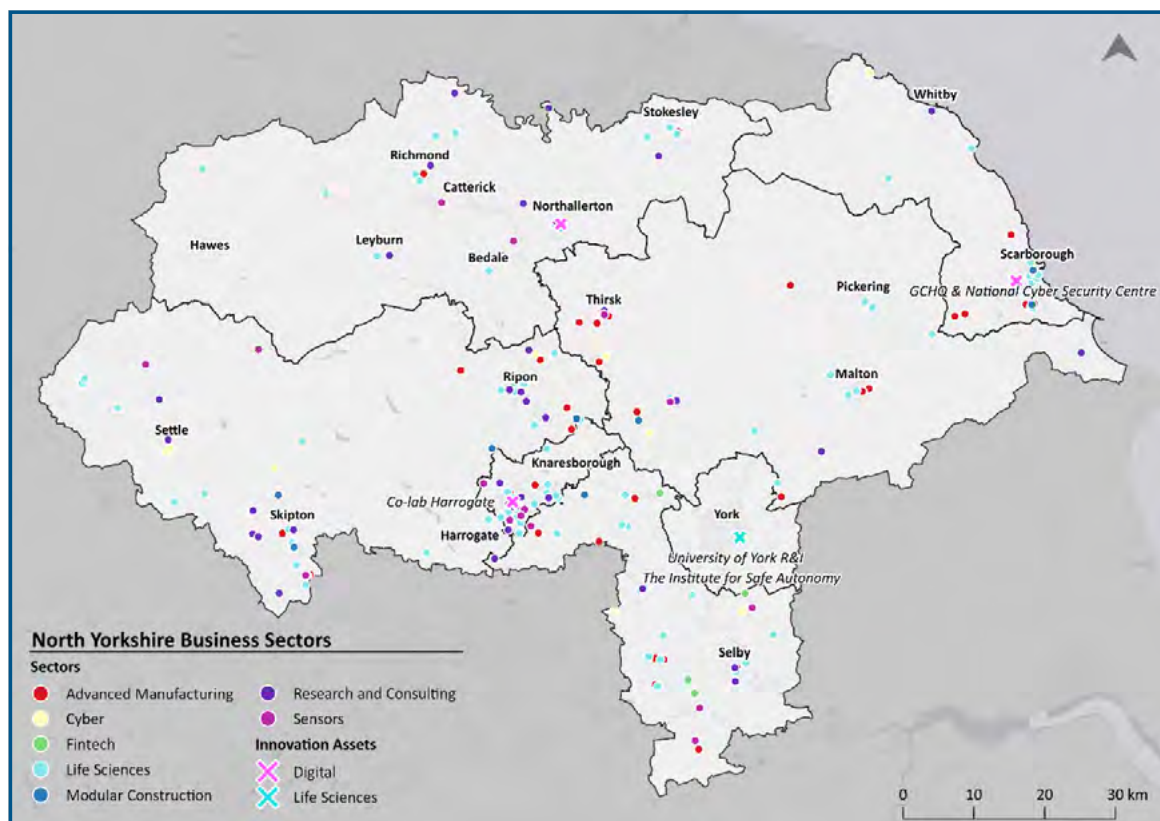 Whitby
Stokesley
Richmond
Catterick
Northallerton
Hawes
Leyburn
Bedale
Scarborough
GCHQ & National Cyber Security Centre
Pickering
Thirsk
Malton
Ripon
Settle
Knaresborough
Co-lab Harrogate
Skipton
York
Harrogate
University of York R&I
The Institute for Safe Autonomy
Selby
North Yorkshire Business Sectors
Sectors
Advanced Manufacturing
Cyber
Fintech
Life Sciences
Modular Construction
Research and Consulting
Sensors
Innovation Assets
Digital
Life Sciences
0 10 20 30 km